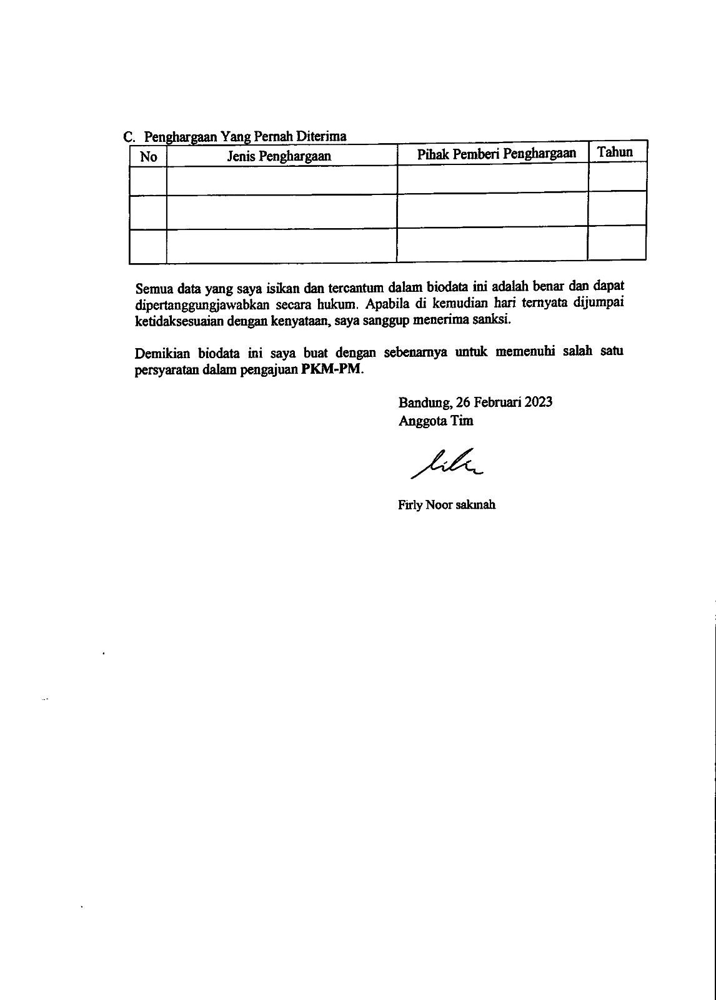 C. Penghargaan Yang Pernah Diterima
No Jenis Penghargaan Pihak Pemberi Penghargaan Tahun
Semua data yang saya isikan dan tercantum dalam biodata ini adalah benar dan dapat
dipertanggungjawabkan secara hukum. Apabila di kemudian hari ternyata dijumpai
ketidaksesuaian dengan kenyataan, saya sanggup menerima sanksi.
Demikian biodata ini saya buat dengan sebenarnya untuk memenuhi salah satu
persyaratan dalam pengajuan PKM-PM.
Bandung, 26 Februari 2023
Anggota Tim
Firly Noor sakinah